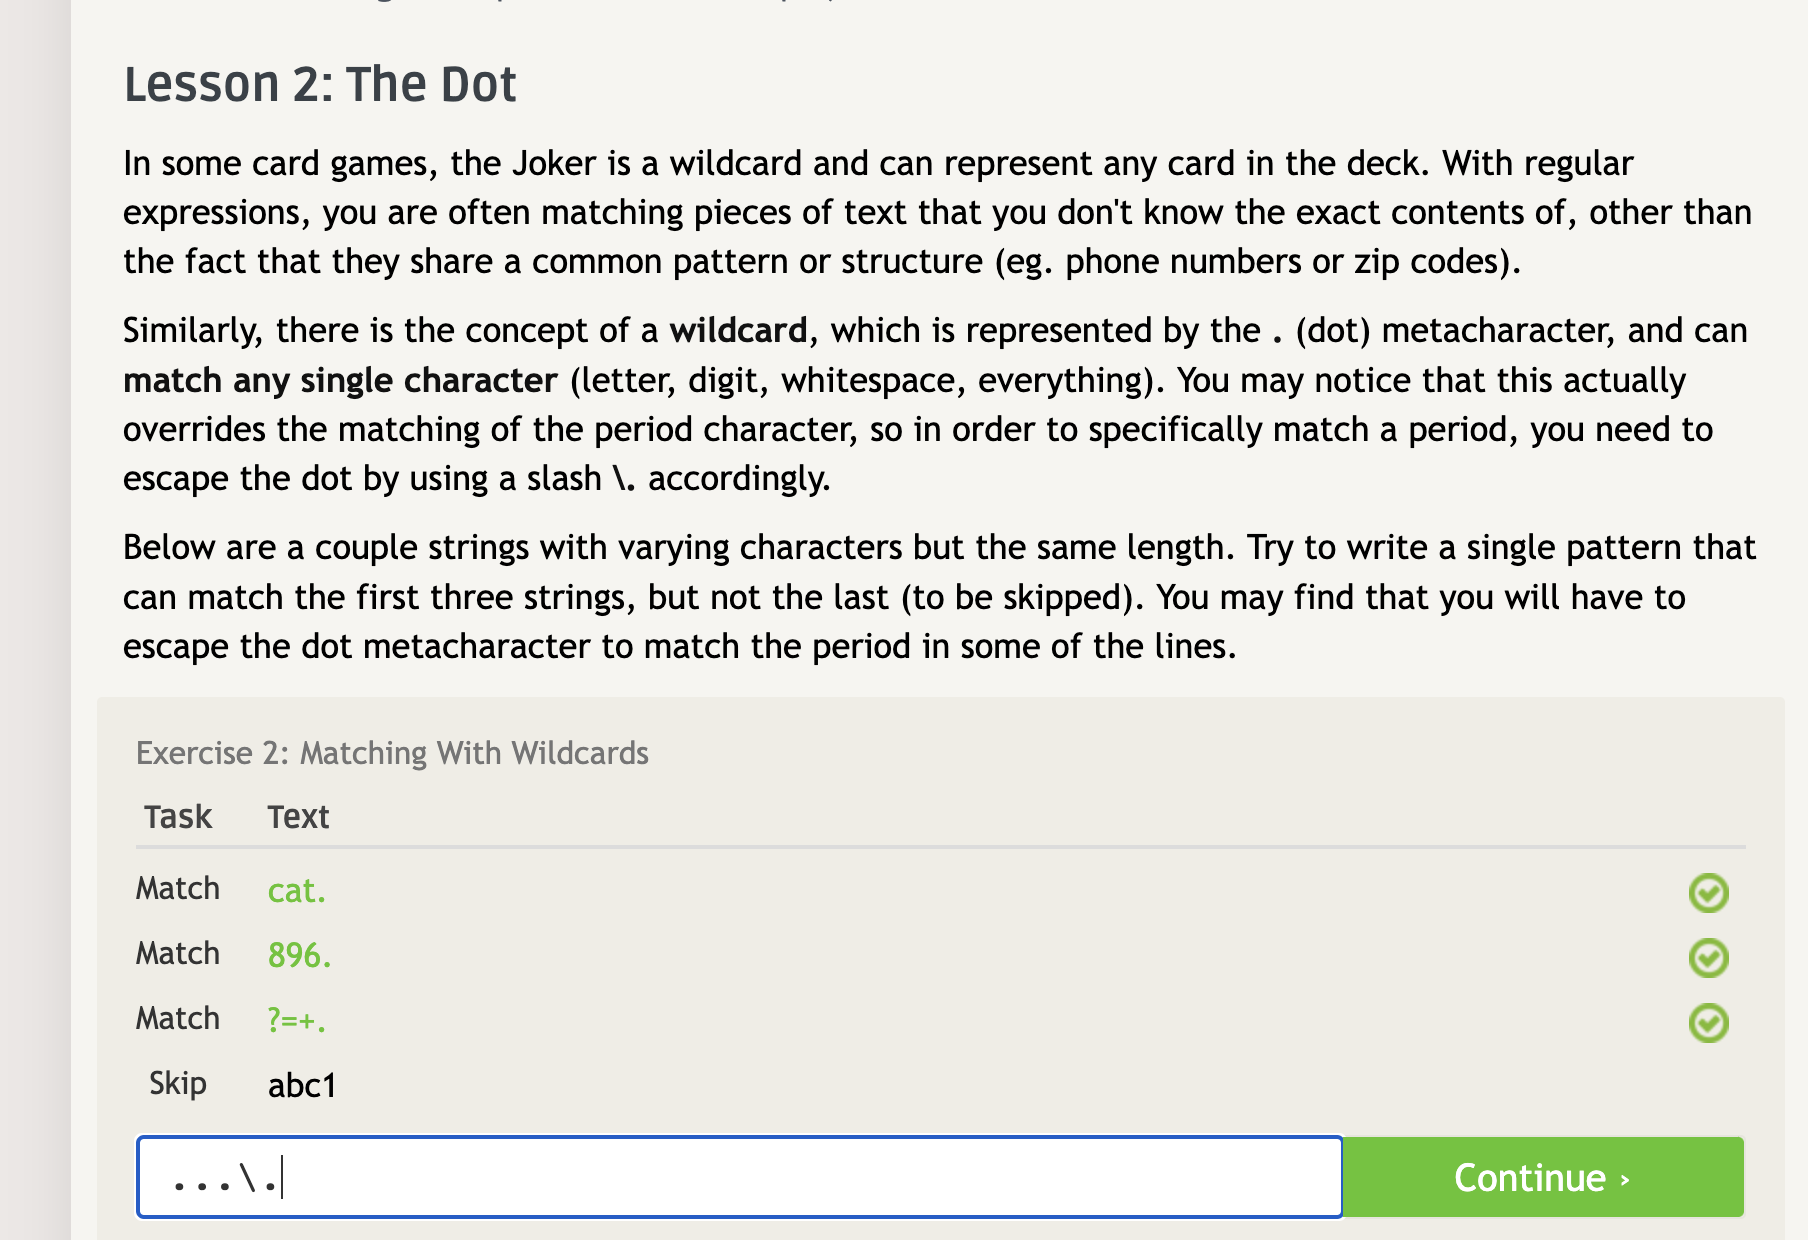 Lesson 2: The Dot
In some card games, the Joker is a wildcard and can represent any card in the deck. With regular
expressions, you are often matching pieces of text that you don't know the exact contents of, other than
the fact that they share a common pattern or structure (eg. phone numbers or zip codes).
Similarly, there is the concept of a wildcard, which is represented by the . (dot) metacharacter, and can
match any single character (letter, digit, whitespace, everything). You may notice that this actually
overrides the matching of the period character, so in order to specifically match a period, you need to
escape the dot by using a slash \. accordingly.
Below are a couple strings with varying characters but the same length. Try to write a single pattern that
can match the first three strings, but not the last (to be skipped). You may find that you will have to
escape the dot metacharacter to match the period in some of the lines.
Exercise 2: Matching With Wildcards
Task Text
Match cat.
Match 896.
Match ?=+.
Skip abc1
...\.
Continue ›